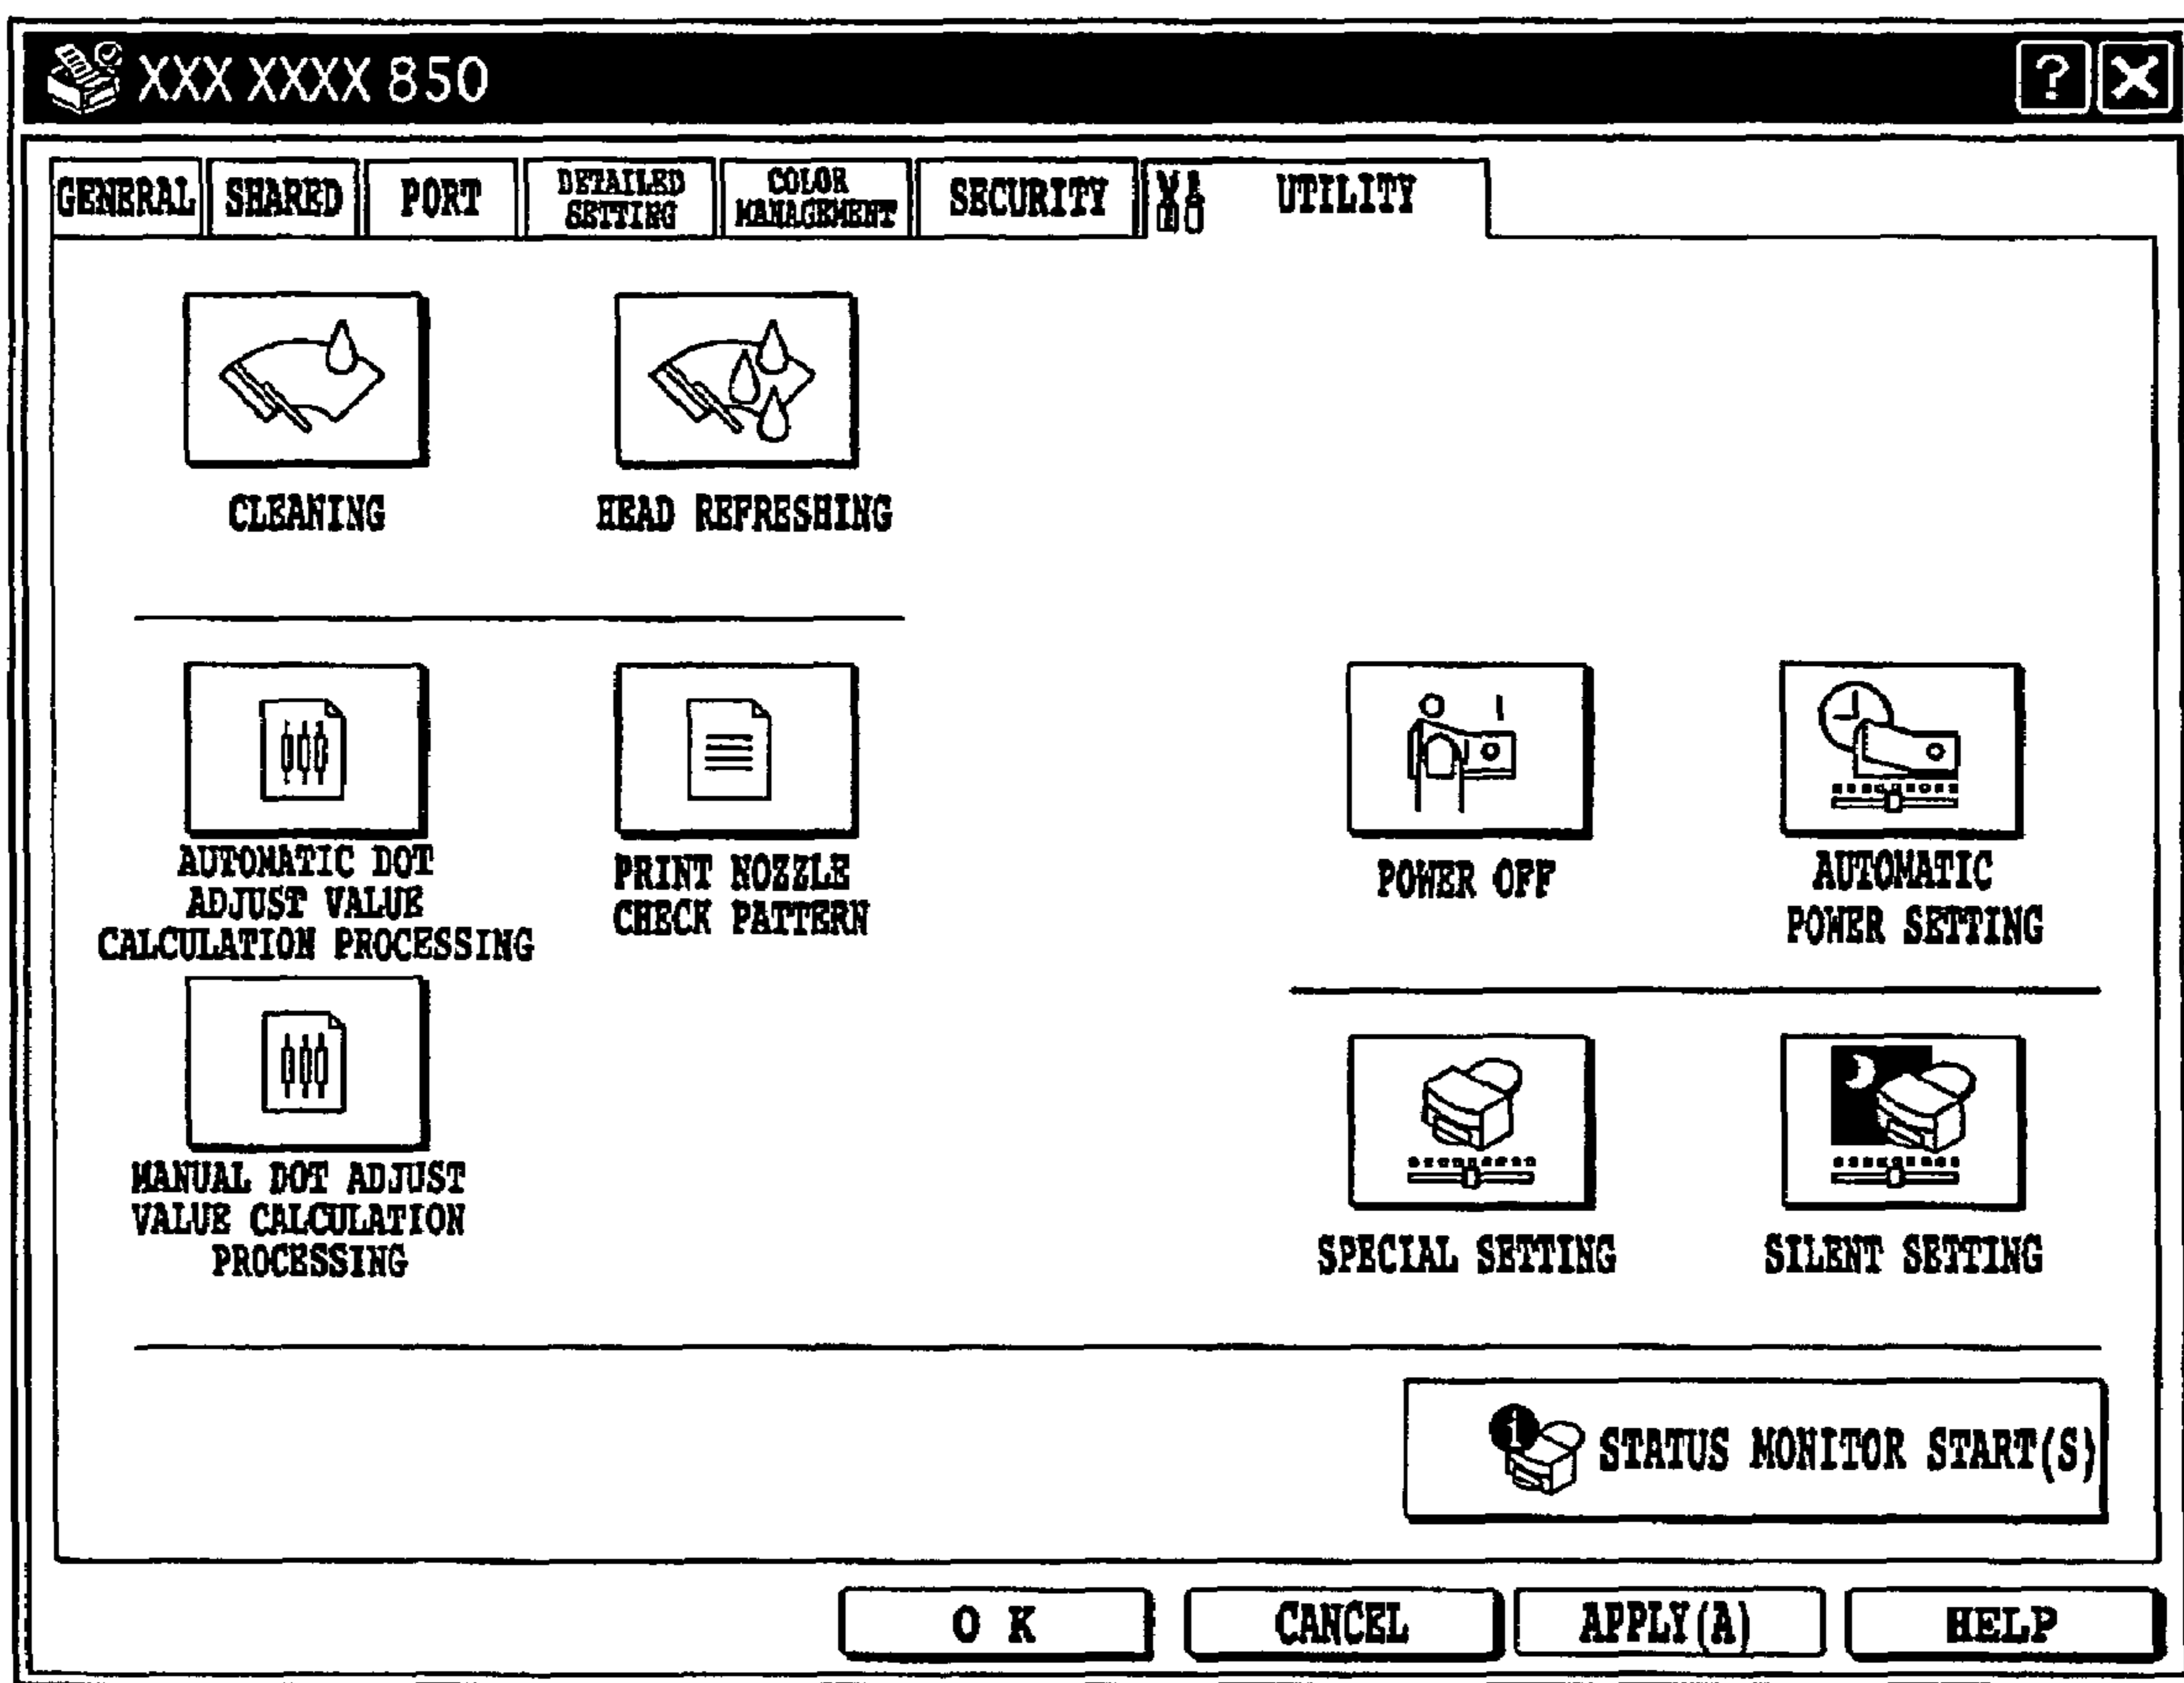 XXX XXXX 850
?
GENERAL
SHARED
PORT
DETAILED
SETTING
COLOR
MANAGEMENT
SECURITY
UTILITY
CLEANING
HEAD REFRESHING
AUTOMATIC DOT
ADJUST VALUE
CALCULATION PROCESSING
PRINT NOZZLE
CHECK PATTERN
POWER OFF
AUTOMATIC
POWER SETTING
MANUAL DOT ADJUST
VALUE CALCULATION
PROCESSING
SPECIAL SETTING
SILENT SETTING
STATUS MONITOR START(S)
O K
CANCEL
APPLY(A)
HELP